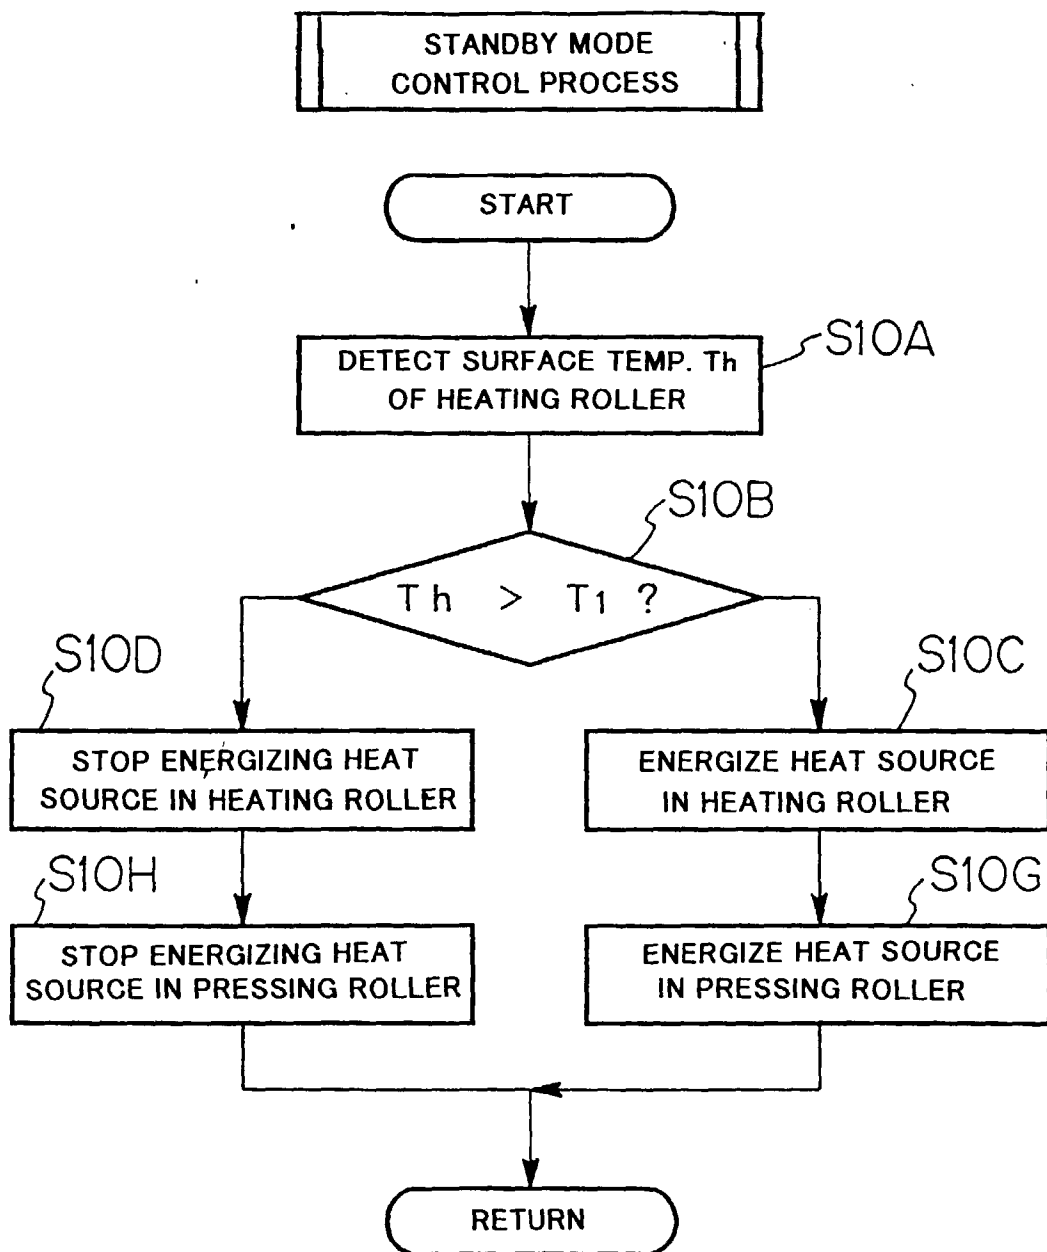 STANDBY MODE
CONTROL PROCESS
START
S10A
DETECT SURFACE TEMP. Th
OF HEATING ROLLER
S10B
Th > T1 ?
S10D
STOP ENERGIZING HEAT
SOURCE IN HEATING ROLLER
S10C
ENERGIZE HEAT SOURCE
IN HEATING ROLLER
S10H
STOP ENERGIZING HEAT
SOURCE IN PRESSING ROLLER
S10G
ENERGIZE HEAT SOURCE
IN PRESSING ROLLER
RETURN